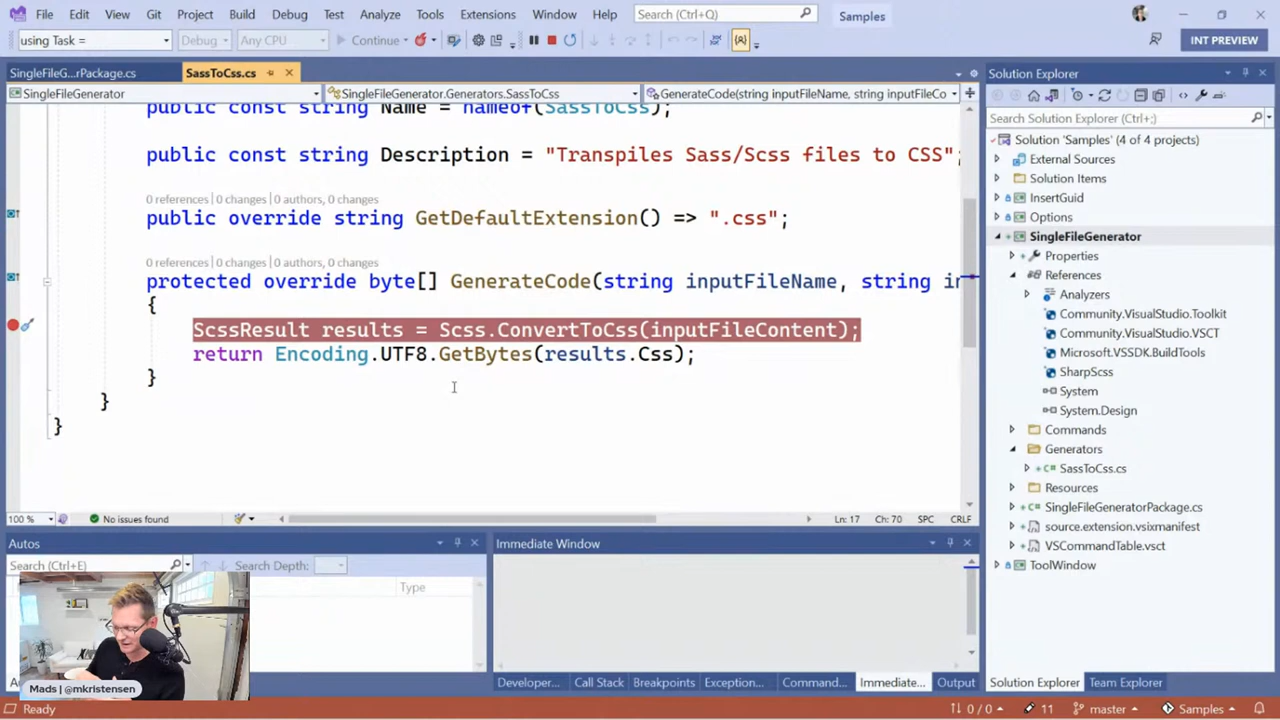 File Edit View Git Project Build Debug Test Analyze Tools Extensions Window Help Search (Ctrl+Q) Samples
using Task = Debug Any CPU Continue INT PREVIEW
SingleFileG...rPackage.cs SassToCss.cs
SingleFileGenerator SingleFileGenerator.Generators.SassToCss GenerateCode(string inputFileName, string inputFileCo
public const string Name = nameof(SassToCss);
public const string Description = "Transpiles Sass/Scss files to CSS";
0 references | 0 changes | 0 authors, 0 changes
public override string GetDefaultExtension() => ".css";
0 references | 0 changes | 0 authors, 0 changes
protected override byte[] GenerateCode(string inputFileName, string in
{
ScssResult results = Scss.ConvertToCss(inputFileContent);
return Encoding.UTF8.GetBytes(results.Css);
}
}
}
100 % No issues found Ln: 17 Ch: 70 SPC CRLF
Autos
Search (Ctrl+E) Search Depth:
Type
Mads | @mkristensen
Immediate Window
Developer... Call Stack Breakpoints Exception... Command... Immediate... Output
Solution Explorer
Search Solution Explorer (Ctrl+;)
Solution 'Samples' (4 of 4 projects)
External Sources
Solution Items
InsertGuid
Options
SingleFileGenerator
Properties
References
Analyzers
Community.VisualStudio.Toolkit
Community.VisualStudio.VSCT
Microsoft.VSSDK.BuildTools
SharpScss
System
System.Design
Commands
Generators
SassToCss.cs
Resources
SingleFileGeneratorPackage.cs
source.extension.vsixmanifest
VSCommandTable.vsct
ToolWindow
Solution Explorer Team Explorer
Ready 0 / 0 11 master Samples